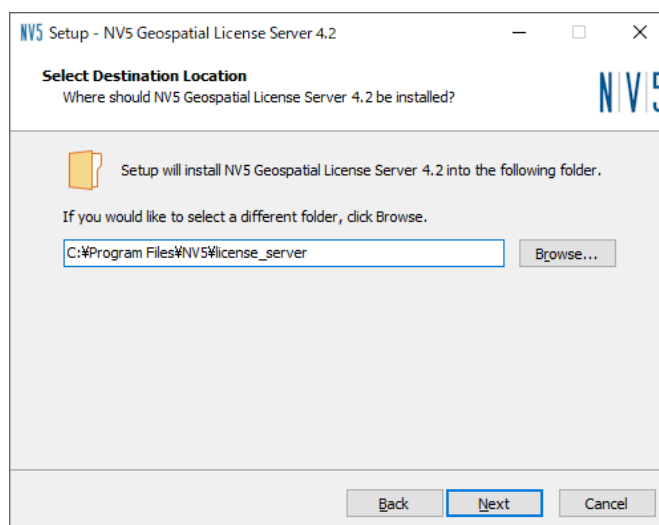 NV5 Setup - NV5 Geospatial License Server 4.2
Select Destination Location
Where should NV5 Geospatial License Server 4.2 be installed?
N|V|5
Setup will install NV5 Geospatial License Server 4.2 into the following folder.
If you would like to select a different folder, click Browse.
C:¥Program Files¥NV5¥license_server
Browse...
Back
Next
Cancel